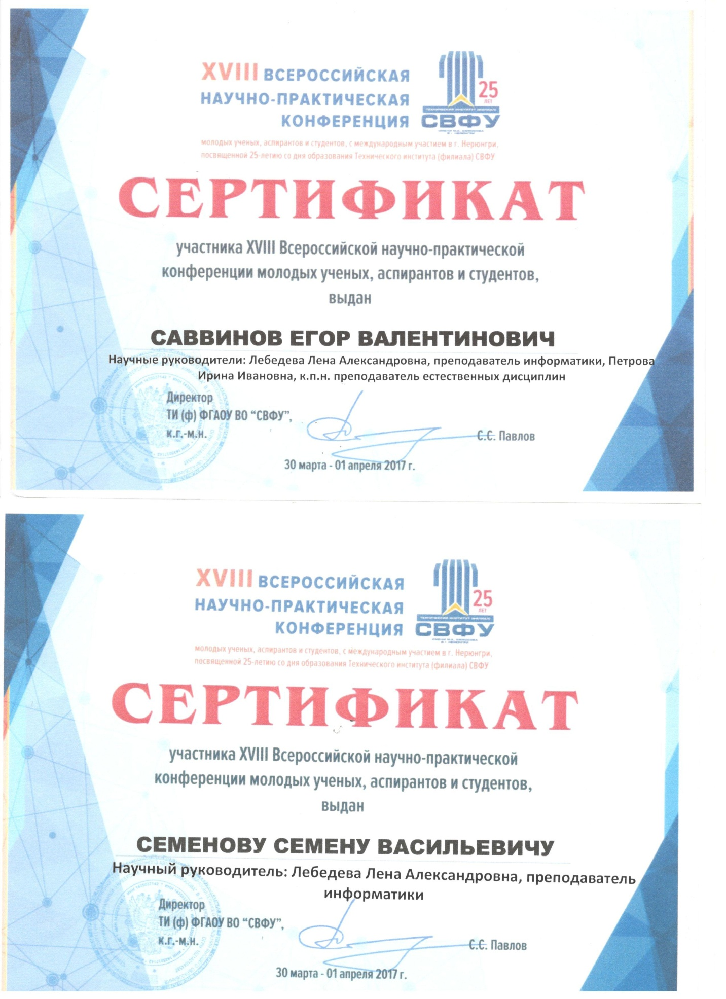 XVIII ВСЕРОССИЙСКАЯ
НАУЧНО-ПРАКТИЧЕСКАЯ
КОНФЕРЕНЦИЯ
25
ЛЕТ
ТЕХНИЧЕСКИЙ ИНСТИТУТ (ФИЛИАЛ)
СВФУ
ИМЕНИ М.К. АММОСОВА
В г. НЕРЮНГРИ
молодых ученых, аспирантов и студентов, с международным участием в г. Нерюнгри,
посвященной 25-летию со дня образования Технического института (филиала) СВФУ
СЕРТИФИКАТ
участника XVIII Всероссийской научно-практической
конференции молодых ученых, аспирантов и студентов,
выдан
САВВИНОВ ЕГОР ВАЛЕНТИНОВИЧ
Научные руководители: Лебедева Лена Александровна, преподаватель информатики, Петрова
Ирина Ивановна, к.п.н. преподаватель естественных дисциплин
Директор
ТИ (ф) ФГАОУ ВО “СВФУ”,
к.г.-м.н.
С.С. Павлов
30 марта - 01 апреля 2017 г.
XVIII ВСЕРОССИЙСКАЯ
НАУЧНО-ПРАКТИЧЕСКАЯ
КОНФЕРЕНЦИЯ
25
ЛЕТ
ТЕХНИЧЕСКИЙ ИНСТИТУТ (ФИЛИАЛ)
СВФУ
ИМЕНИ М.К. АММОСОВА
В г. НЕРЮНГРИ
молодых ученых, аспирантов и студентов, с международным участием в г. Нерюнгри,
посвященной 25-летию со дня образования Технического института (филиала) СВФУ
СЕРТИФИКАТ
участника XVIII Всероссийской научно-практической
конференции молодых ученых, аспирантов и студентов,
выдан
СЕМЕНОВУ СЕМЕНУ ВАСИЛЬЕВИЧУ
Научный руководитель: Лебедева Лена Александровна, преподаватель
информатики
Директор
ТИ (ф) ФГАОУ ВО “СВФУ”,
к.г.-м.н.
С.С. Павлов
30 марта - 01 апреля 2017 г.